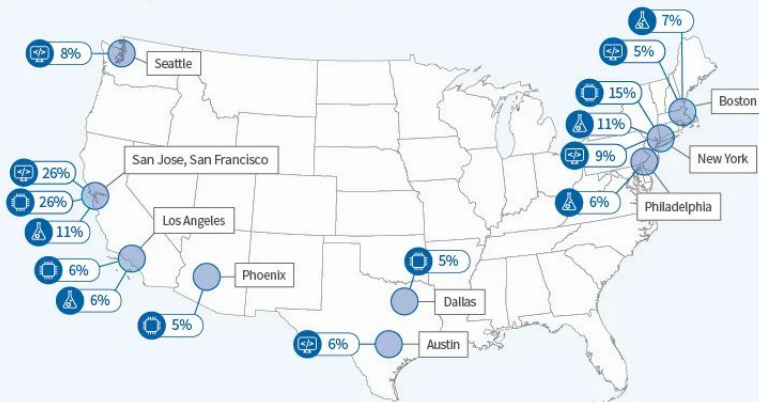 7%
5%
8%
Seattle
15%
Boston
11%
New York
9%
San Jose, San Francisco
26%
26%
11%
6%
Philadelphia
Los Angeles
6%
6%
Phoenix
5%
5%
Dallas
6%
Austin